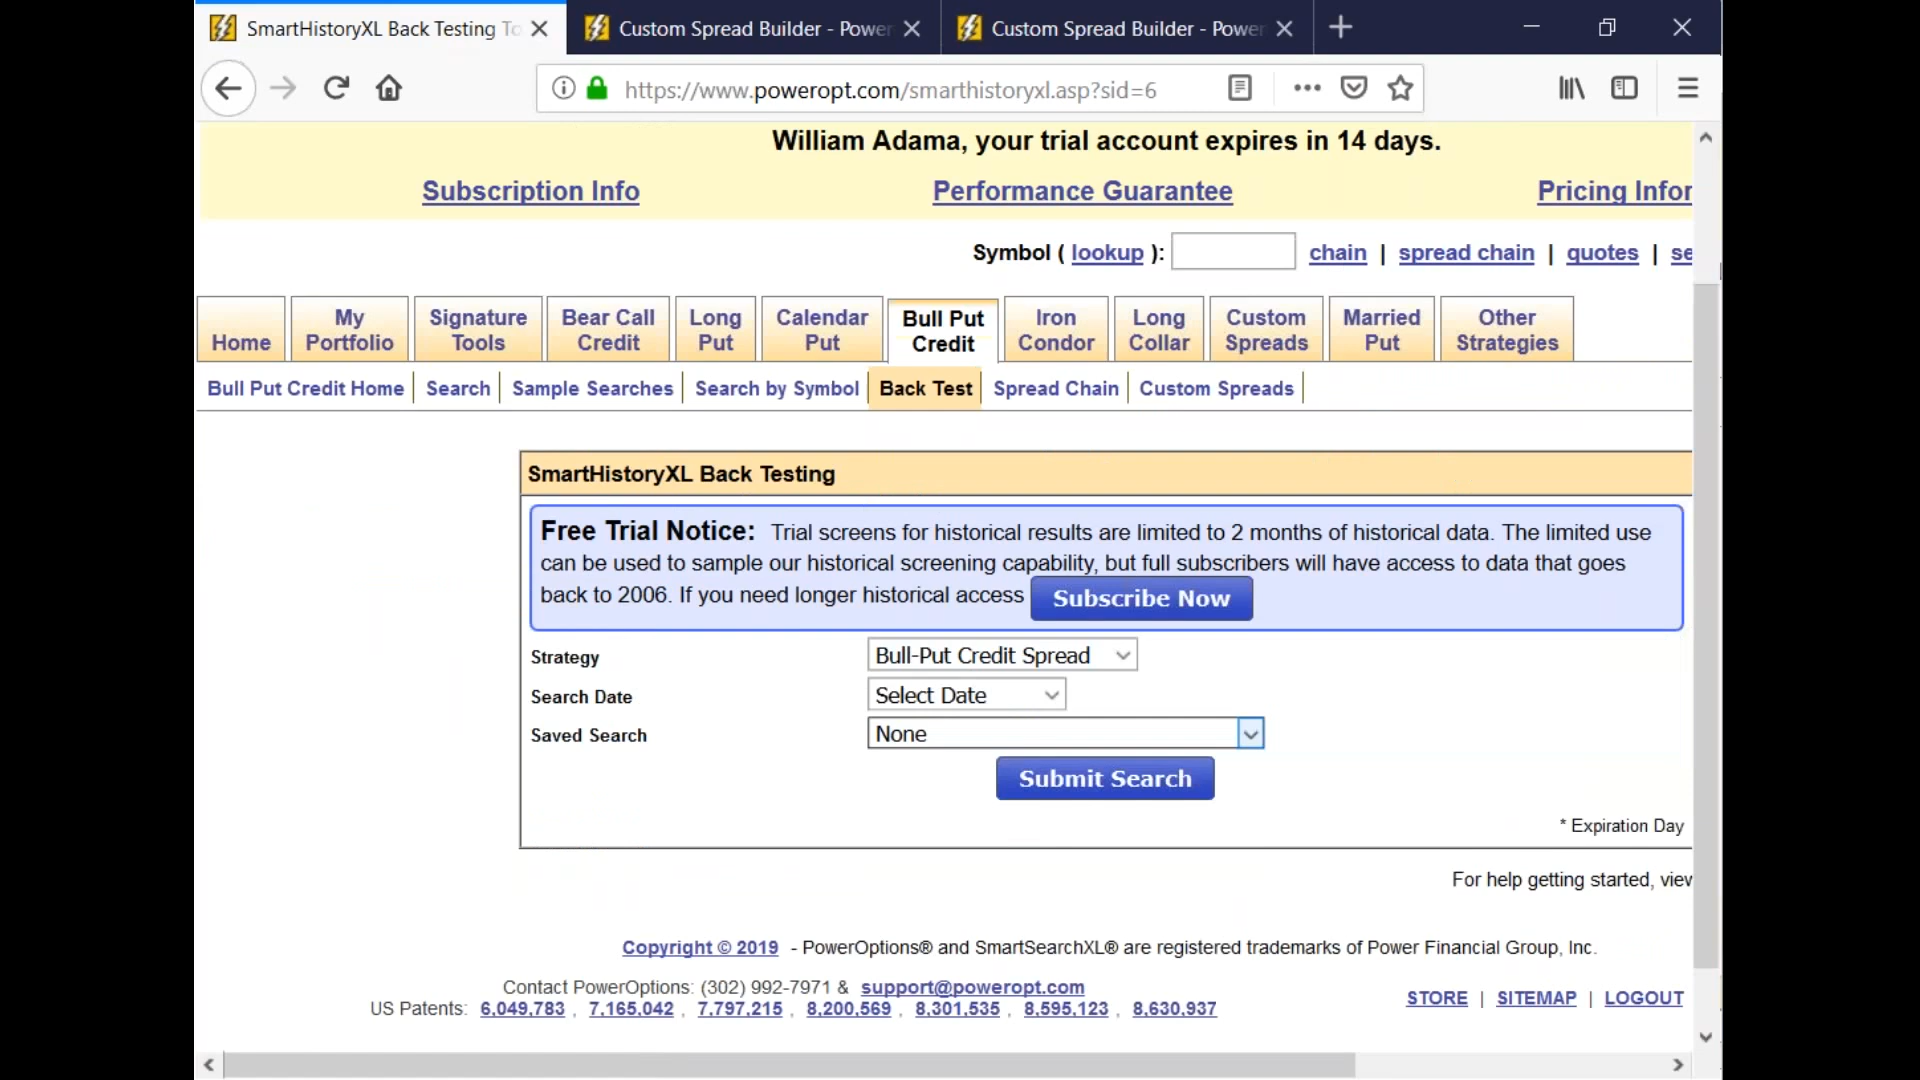 SmartHistoryXL Back Testing To
Custom Spread Builder - Power
Custom Spread Builder - Power
https://www.poweropt.com/smarthistoryxl.asp?sid=6
William Adama, your trial account expires in 14 days.
Subscription Info Performance Guarantee Pricing Infor
Symbol ( lookup ): chain | spread chain | quotes | se
Home
My Portfolio
Signature Tools
Bear Call Credit
Long Put
Calendar Put
Bull Put Credit
Iron Condor
Long Collar
Custom Spreads
Married Put
Other Strategies
Bull Put Credit Home Search Sample Searches Search by Symbol Back Test Spread Chain Custom Spreads
SmartHistoryXL Back Testing
Free Trial Notice: Trial screens for historical results are limited to 2 months of historical data. The limited use
can be used to sample our historical screening capability, but full subscribers will have access to data that goes
back to 2006. If you need longer historical access Subscribe Now
Strategy Bull-Put Credit Spread
Search Date Select Date
Saved Search None
Submit Search
* Expiration Day
For help getting started, view
Copyright © 2019 - PowerOptions® and SmartSearchXL® are registered trademarks of Power Financial Group, Inc.
Contact PowerOptions: (302) 992-7971 & support@poweropt.com
US Patents: 6,049,783 , 7,165,042 , 7,797,215 , 8,200,569 , 8,301,535 , 8,595,123 , 8,630,937
STORE | SITEMAP | LOGOUT